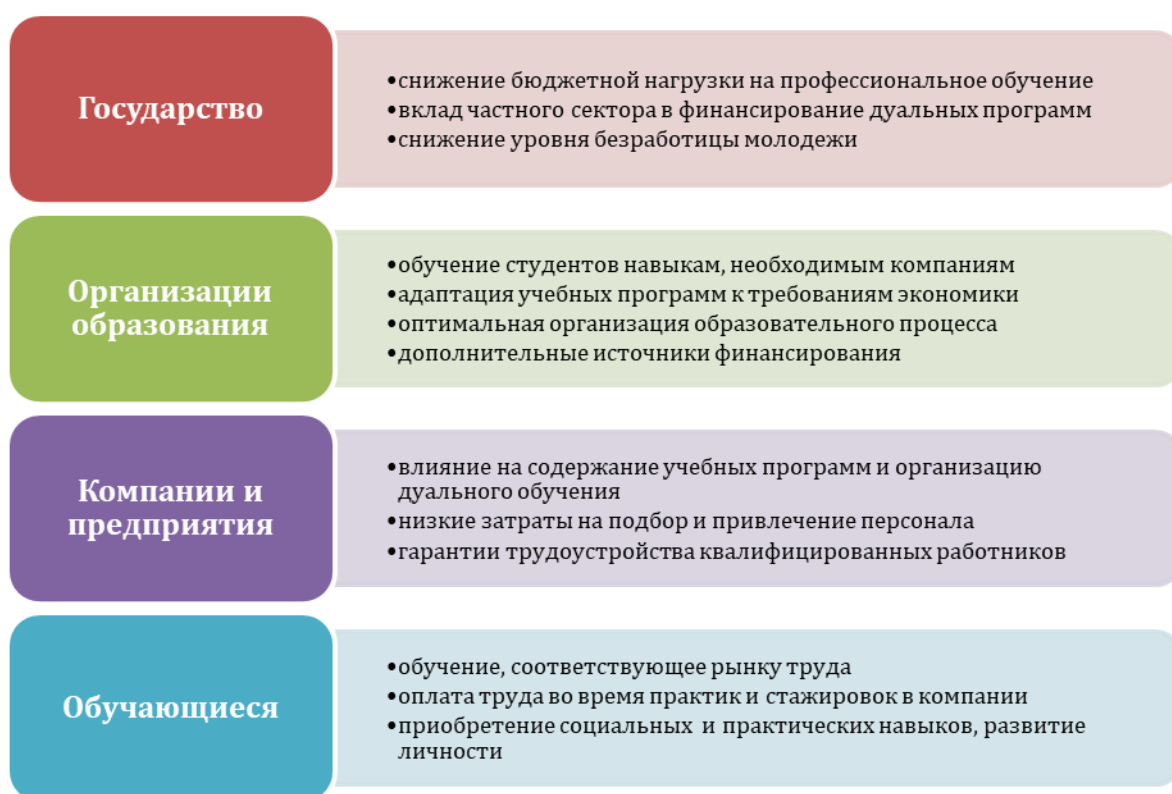 Государство
•снижение бюджетной нагрузки на профессиональное обучение
•вклад частного сектора в финансирование дуальных программ
•снижение уровня безработицы молодежи
Организации
образования
•обучение студентов навыкам, необходимым компаниям
•адаптация учебных программ к требованиям экономики
•оптимальная организация образовательного процесса
•дополнительные источники финансирования
Компании и
предприятия
•влияние на содержание учебных программ и организацию
дуального обучения
•низкие затраты на подбор и привлечение персонала
•гарантии трудоустройства квалифицированных работников
Обучающиеся
•обучение, соответствующее рынку труда
•оплата труда во время практик и стажировок в компании
•приобретение социальных и практических навыков, развитие
личности